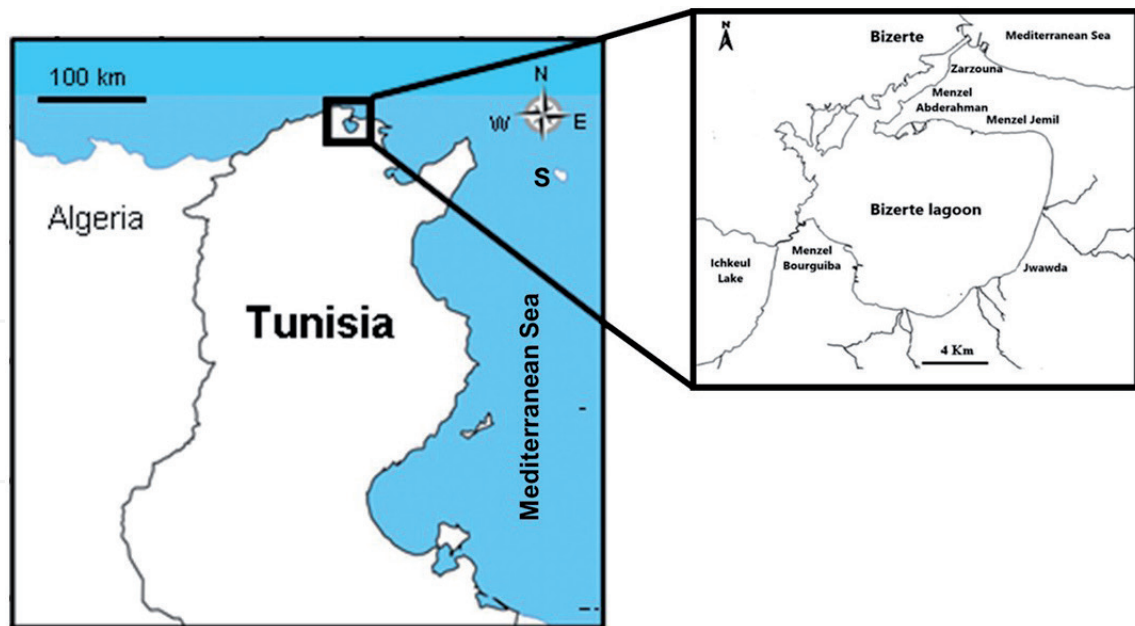 100 km
N
W
E
S
Algeria
Tunisia
Mediterranean Sea
N
Bizerte
Mediterranean Sea
Zarzouna
Menzel
Abderahman
Menzel Jemil
Bizerte lagoon
Ichkeul
Lake
Menzel
Bourguiba
Jwawda
4 Km